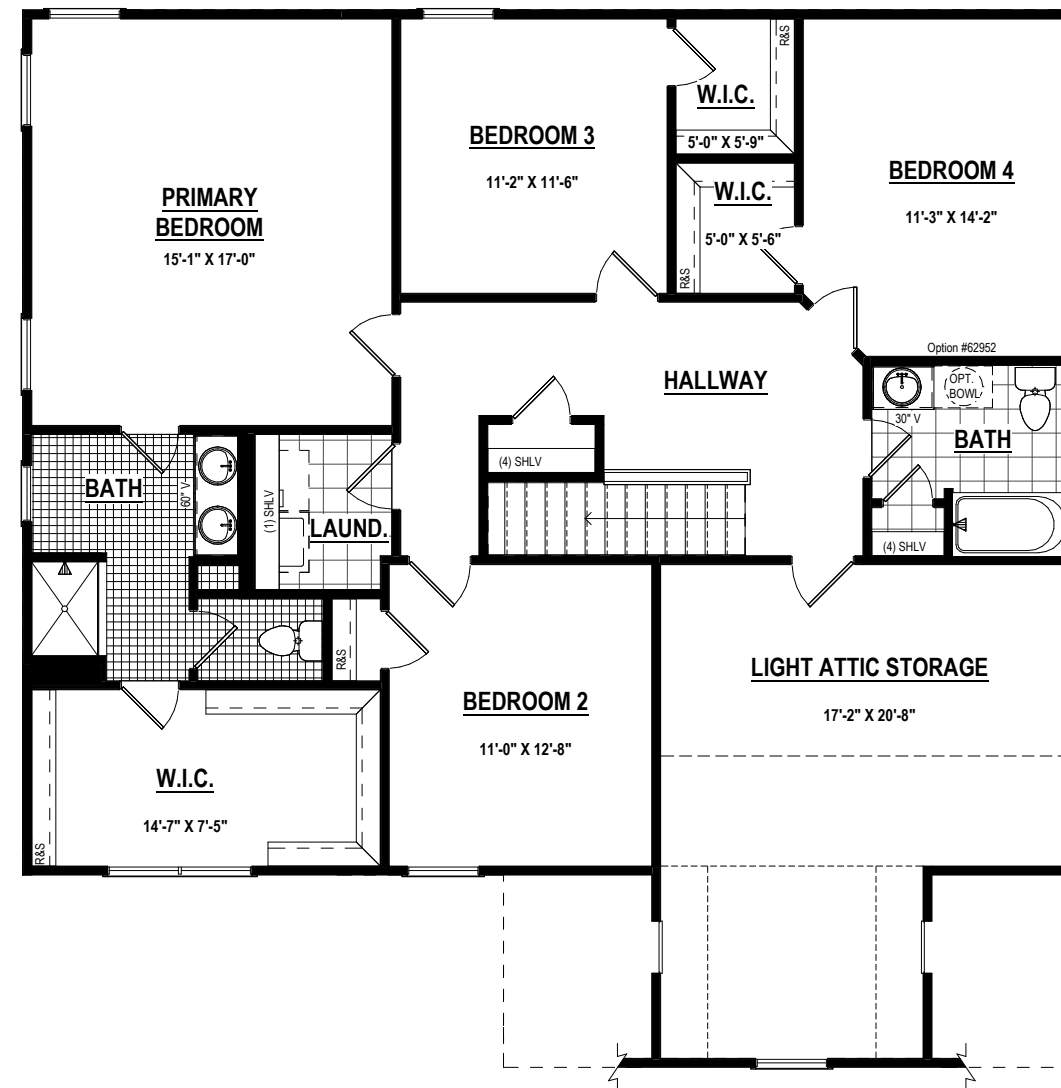 R&S
W.I.C.
5'-0" X 5'-9"
BEDROOM 3
11'-2" X 11'-6"
BEDROOM 4
11'-3" X 14'-2"
PRIMARY
BEDROOM
15'-1" X 17'-0"
W.I.C.
5'-0" X 5'-6"
R&S
Option #62952
HALLWAY
OPT.
BOWL
30" V
BATH
(4) SHLV
(4) SHLV
BATH
60" V
(1) SHLV
LAUND.
R&S
BEDROOM 2
11'-0" X 12'-8"
LIGHT ATTIC STORAGE
17'-2" X 20'-8"
W.I.C.
14'-7" X 7'-5"
R&S